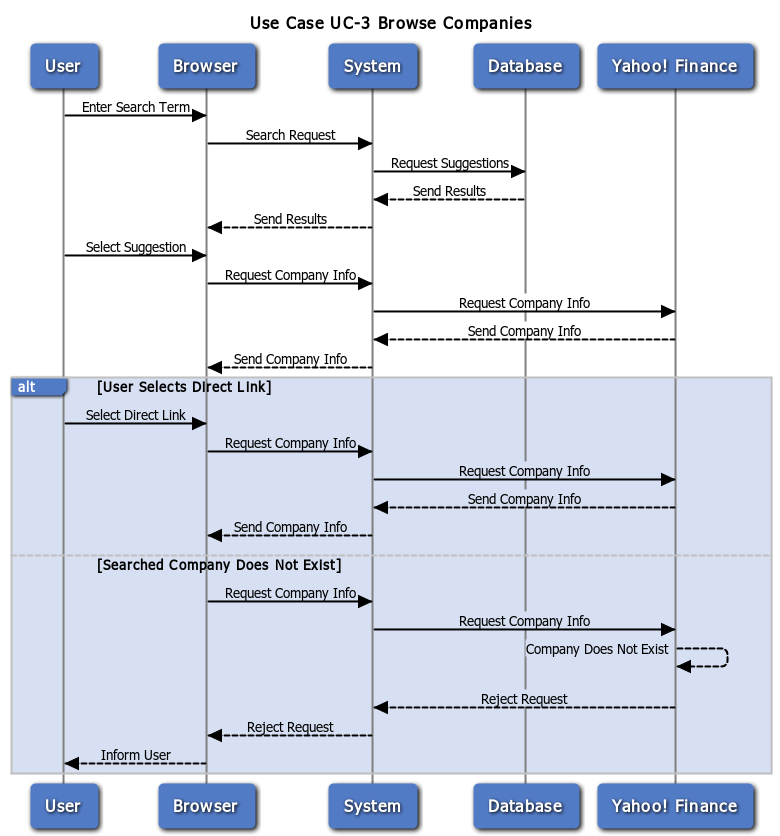 Use Case UC-3 Browse Companies
User Browser System Database Yahoo! Finance
Enter Search Term
Search Request
Request Suggestions
Send Results
Send Results
Select Suggestion
Request Company Info
Request Company Info
Send Company Info
Send Company Info
alt [User Selects Direct Link]
Select Direct Link
Request Company Info
Request Company Info
Send Company Info
Send Company Info
[Searched Company Does Not Exist]
Request Company Info
Request Company Info
Company Does Not Exist
Reject Request
Reject Request
Inform User
User Browser System Database Yahoo! Finance